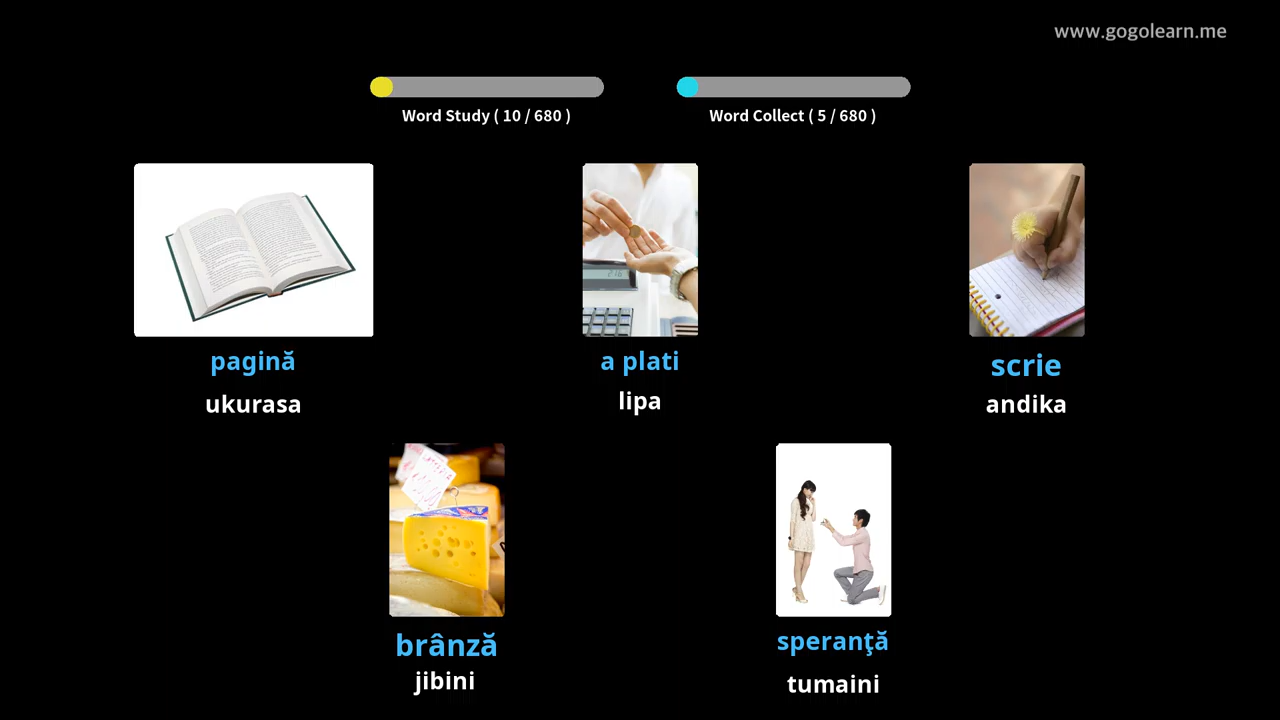 www.gogolearn.me
Word Study ( 10 / 680 )
Word Collect ( 5 / 680 )
pagină
ukurasa
a plati
lipa
scrie
andika
brânză
jibini
speranţă
tumaini